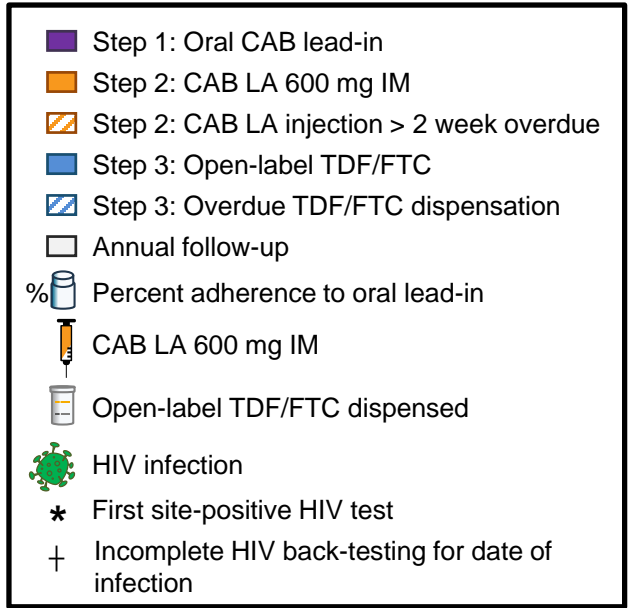 Step 1: Oral CAB lead-in
Step 2: CAB LA 600 mg IM
Step 2: CAB LA injection > 2 week overdue
Step 3: Open-label TDF/FTC
Step 3: Overdue TDF/FTC dispensation
Annual follow-up
% Percent adherence to oral lead-in
CAB LA 600 mg IM
Open-label TDF/FTC dispensed
HIV infection
* First site-positive HIV test
† Incomplete HIV back-testing for date of
infection